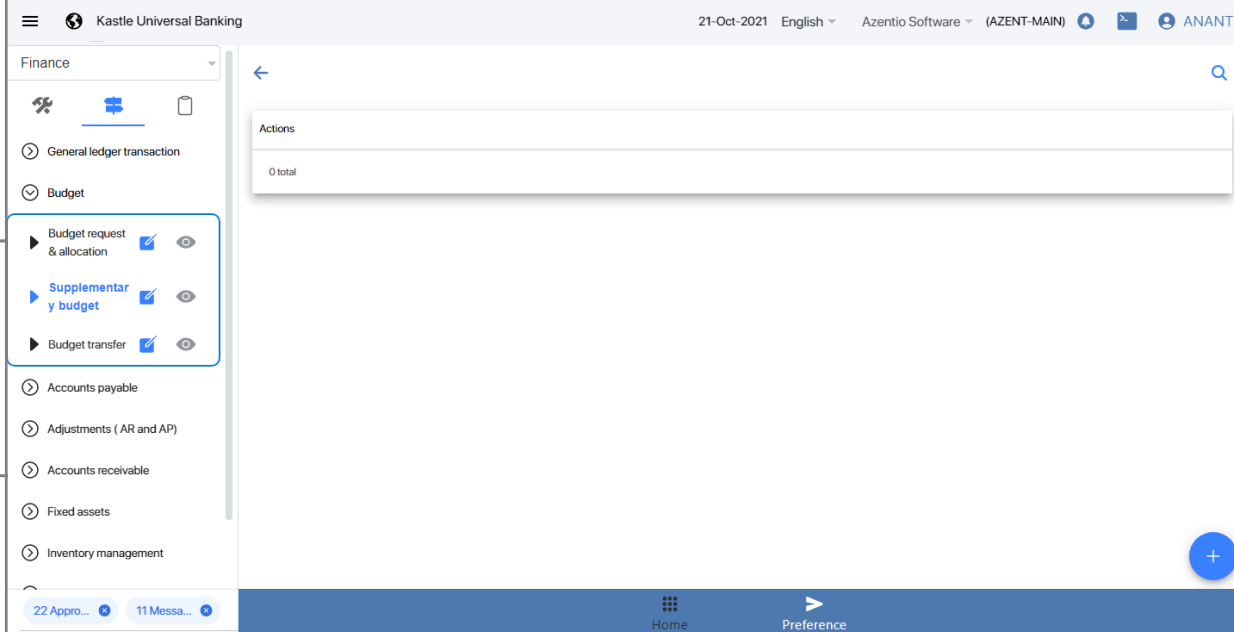 Kastle Universal Banking
21-Oct-2021 English Azentio Software (AZENT-MAIN) ANANT
Finance
General ledger transaction
Budget
Budget request
& allocation
Supplementar
y budget
Budget transfer
Accounts payable
Adjustments ( AR and AP)
Accounts receivable
Fixed assets
Inventory management
22 Appro...
11 Messa...
Actions
0 total
Home
Preference